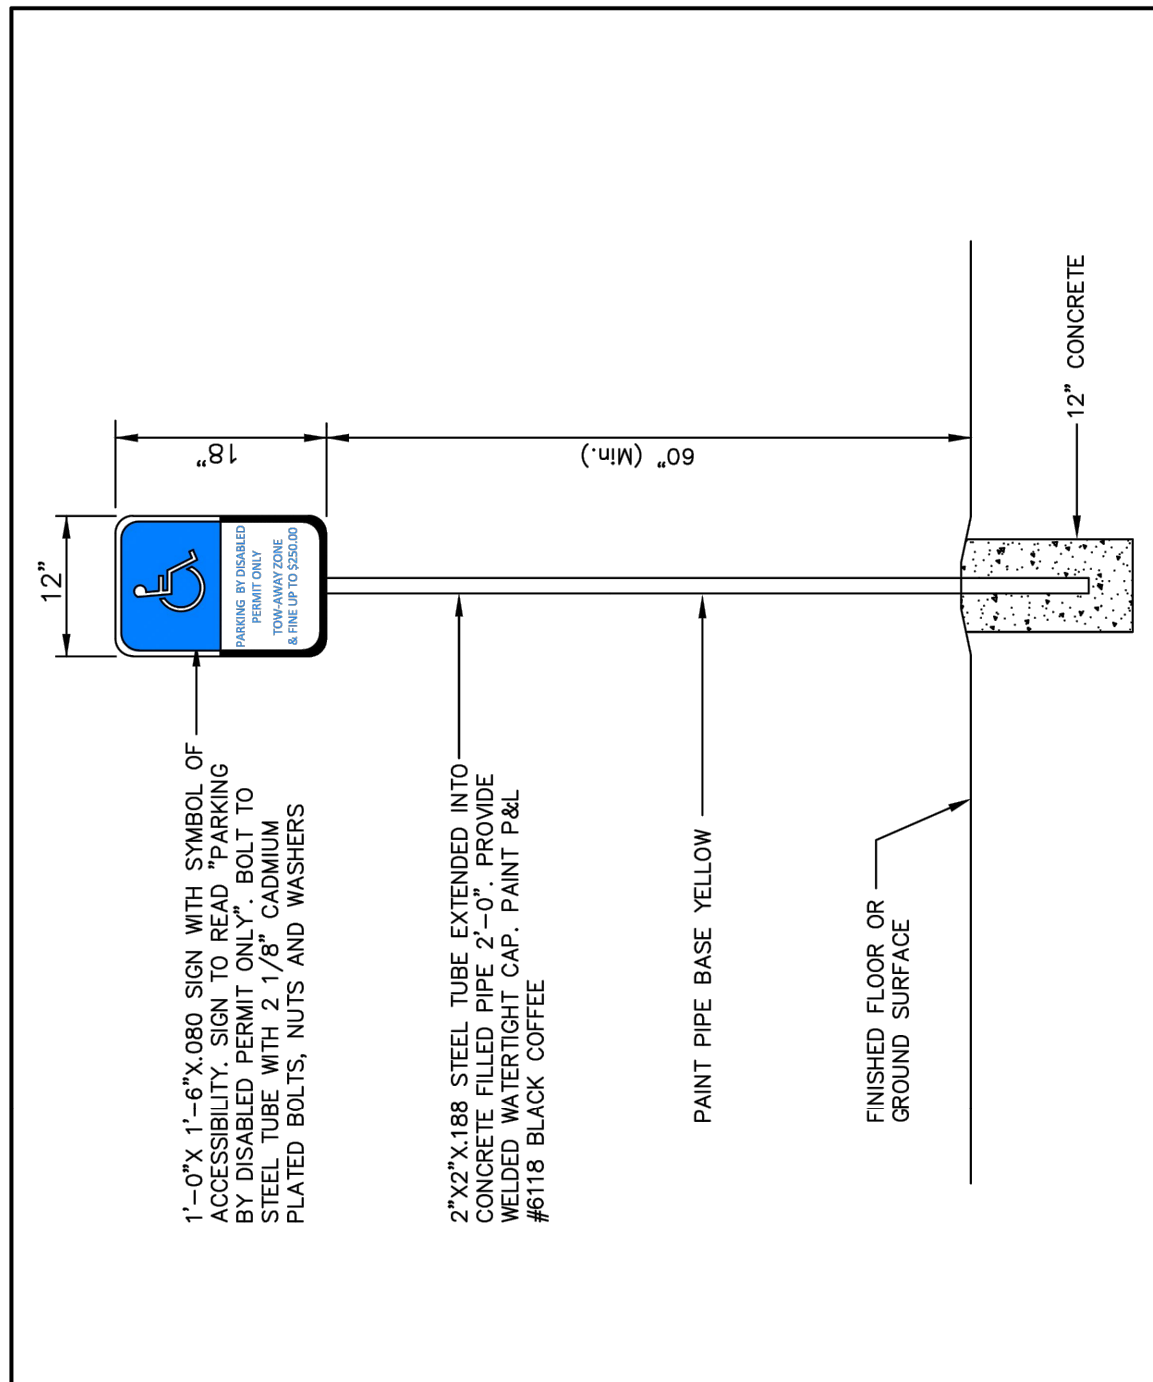 12"
18"
60" (Min.)
PARKING BY DISABLED
PERMIT ONLY
TOW-AWAY ZONE
& FINE UP TO $250.00
1'-0"X 1'-6"X.080 SIGN WITH SYMBOL OF
ACCESSIBILITY. SIGN TO READ "PARKING
BY DISABLED PERMIT ONLY". BOLT TO
STEEL TUBE WITH 2 1/8" CADMIUM
PLATED BOLTS, NUTS AND WASHERS
2"X2"X.188 STEEL TUBE EXTENDED INTO
CONCRETE FILLED PIPE 2'-0". PROVIDE
WELDED WATERTIGHT CAP. PAINT P&L
#6118 BLACK COFFEE
PAINT PIPE BASE YELLOW
FINISHED FLOOR OR
GROUND SURFACE
12" CONCRETE